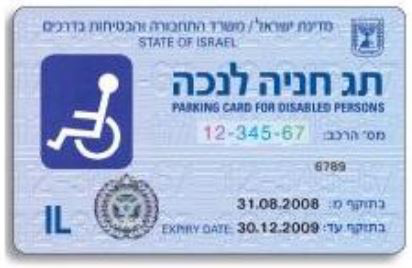 מדינת ישראל / משרד התחבורה והבטיחות בדרכים
STATE OF ISRAEL
תג חניה לנכה
PARKING CARD FOR DISABLED PERSONS
מס׳ הרכב: 12-345-67
6789
בתוקף מ: 31.08.2008
IL
EXPIRY DATE: 30.12.2009 בתוקף עד: